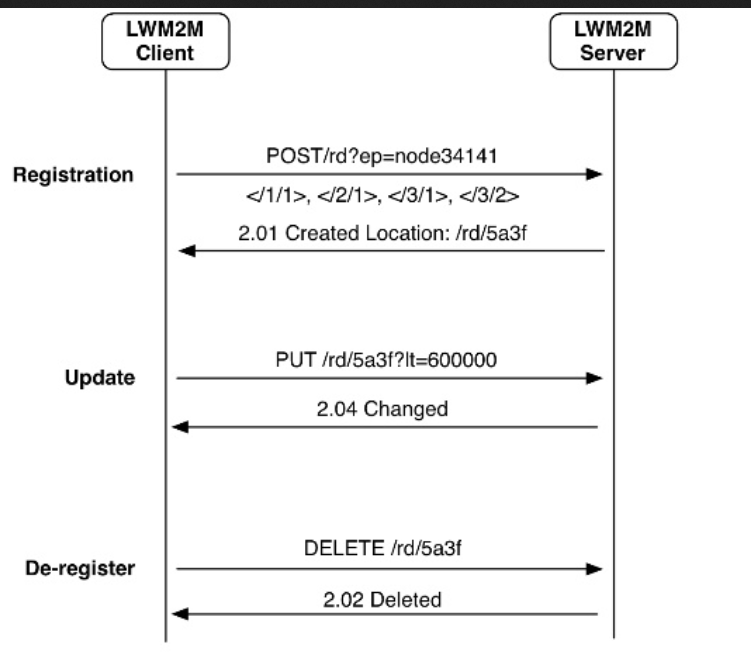 LWM2M
Client
LWM2M
Server
POST/rd?ep=node34141
Registration
</1/1>, </2/1>, </3/1>, </3/2>
2.01 Created Location: /rd/5a3f
PUT /rd/5a3f?lt=600000
Update
2.04 Changed
DELETE /rd/5a3f
De-register
2.02 Deleted